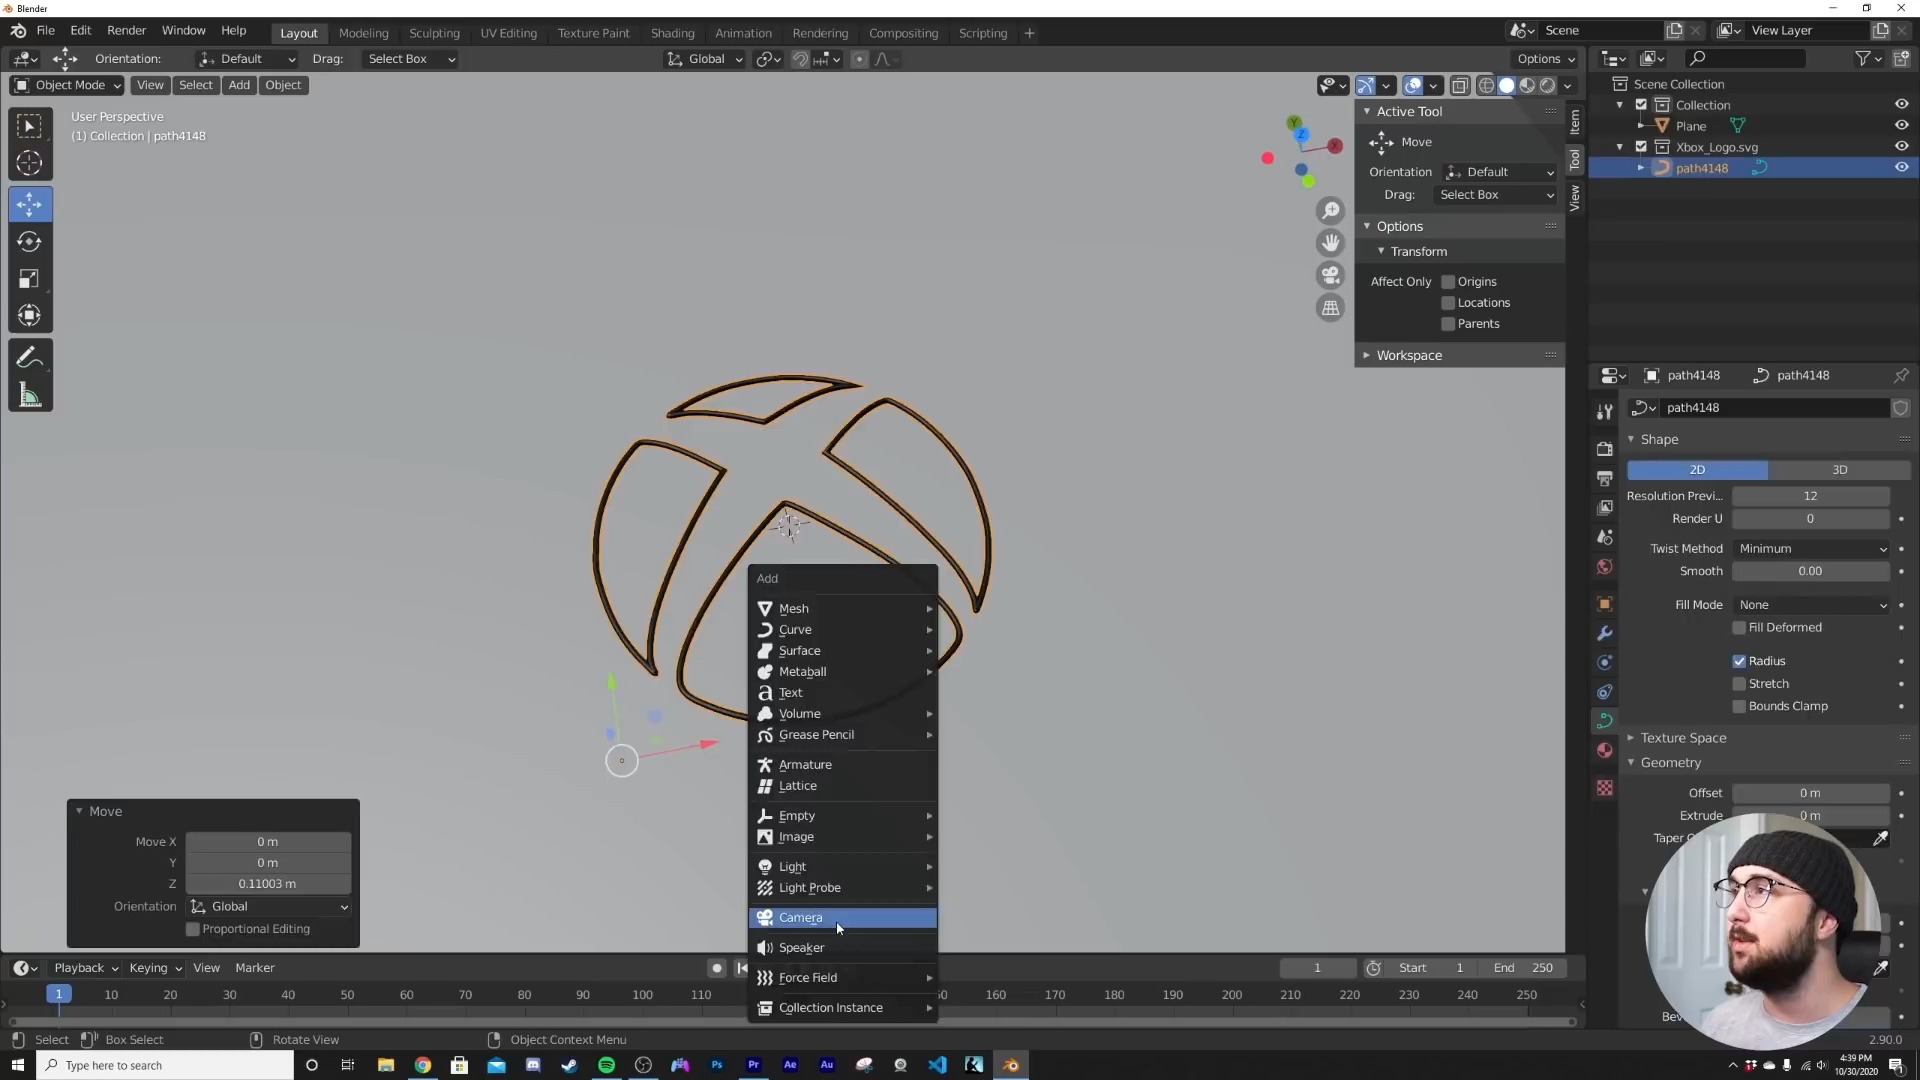 Blender
File Edit Render Window Help Layout Modeling Sculpting UV Editing Texture Paint Shading Animation Rendering Compositing Scripting + Scene View Layer
Orientation: Default Drag: Select Box Global Options
Object Mode View Select Add Object
User Perspective
(1) Collection | path4148
Y
Z
X
Active Tool
Move
Orientation Default
Drag: Select Box
Options
Transform
Affect Only Origins
Locations
Parents
Workspace
Item
Tool
View
Scene Collection
Collection
Plane
Xbox_Logo.svg
path4148
path4148 path4148
path4148
Shape
2D 3D
Resolution Previ... 12
Render U 0
Twist Method Minimum
Smooth 0.00
Fill Mode None
Fill Deformed
Radius
Stretch
Bounds Clamp
Texture Space
Geometry
Offset 0 m
Extrude 0 m
Add
Mesh
Curve
Surface
Metaball
Text
Volume
Grease Pencil
Armature
Lattice
Empty
Image
Light
Light Probe
Camera
Speaker
Force Field
Collection Instance
Move
Move X 0 m
Y 0 m
Z 0.11003 m
Orientation Global
Proportional Editing
Playback Keying View Marker 1 Start 1 End 250
1 10 20 30 40 50 60 70 80 90 100 110 160 170 180 190 200 210 220 230 240 250
Select Box Select Rotate View Object Context Menu 2.90.0
Type here to search Ps Pr Ae Au
4:39 PM
10/30/2020